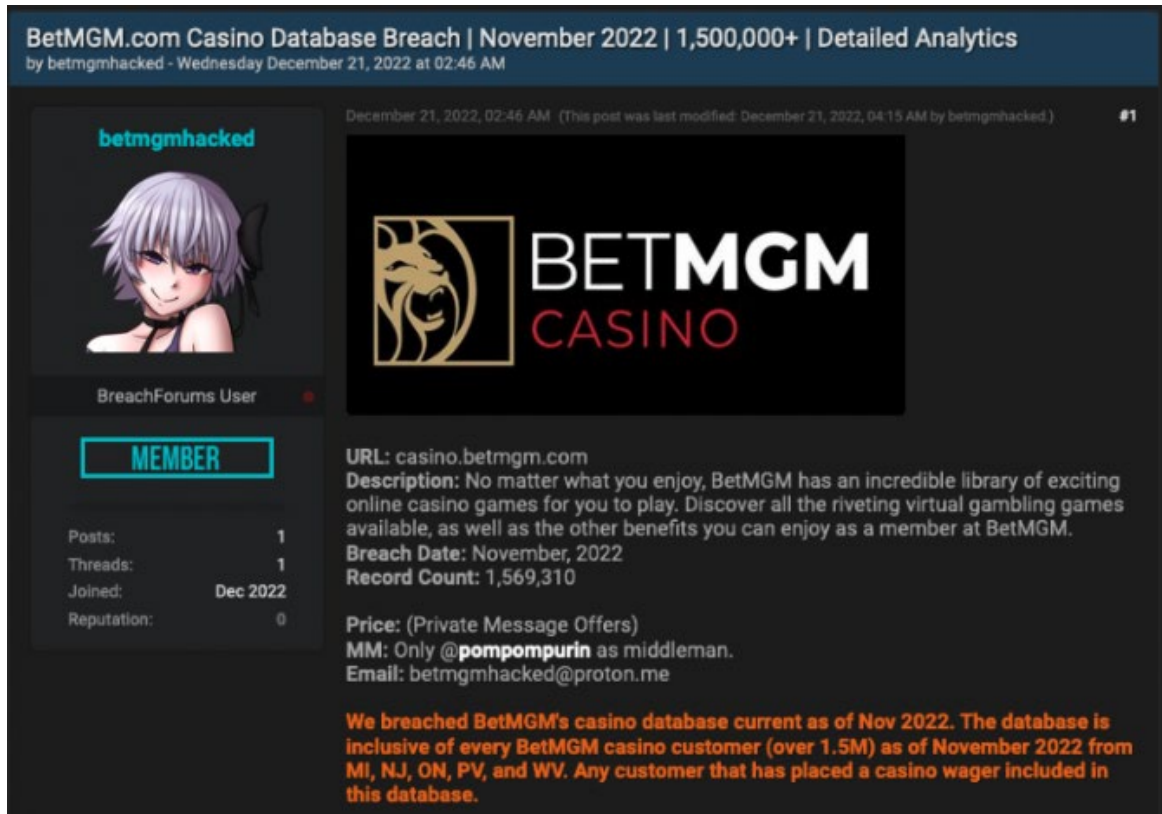 BetMGM.com Casino Database Breach | November 2022 | 1,500,000+ | Detailed Analytics
by betmgmhacked - Wednesday December 21, 2022 at 02:46 AM
betmgmhacked
BreachForums User
MEMBER
Posts: 1
Threads: 1
Joined: Dec 2022
Reputation: 0
December 21, 2022, 02:46 AM (This post was last modified: December 21, 2022, 04:15 AM by betmgmhacked.) #1
BETMGM
CASINO
URL: casino.betmgm.com
Description: No matter what you enjoy, BetMGM has an incredible library of exciting
online casino games for you to play. Discover all the riveting virtual gambling games
available, as well as the other benefits you can enjoy as a member at BetMGM.
Breach Date: November, 2022
Record Count: 1,569,310
Price: (Private Message Offers)
MM: Only @pompompurin as middleman.
Email: betmgmhacked@proton.me
We breached BetMGM's casino database current as of Nov 2022. The database is
inclusive of every BetMGM casino customer (over 1.5M) as of November 2022 from
MI, NJ, ON, PV, and WV. Any customer that has placed a casino wager included in
this database.